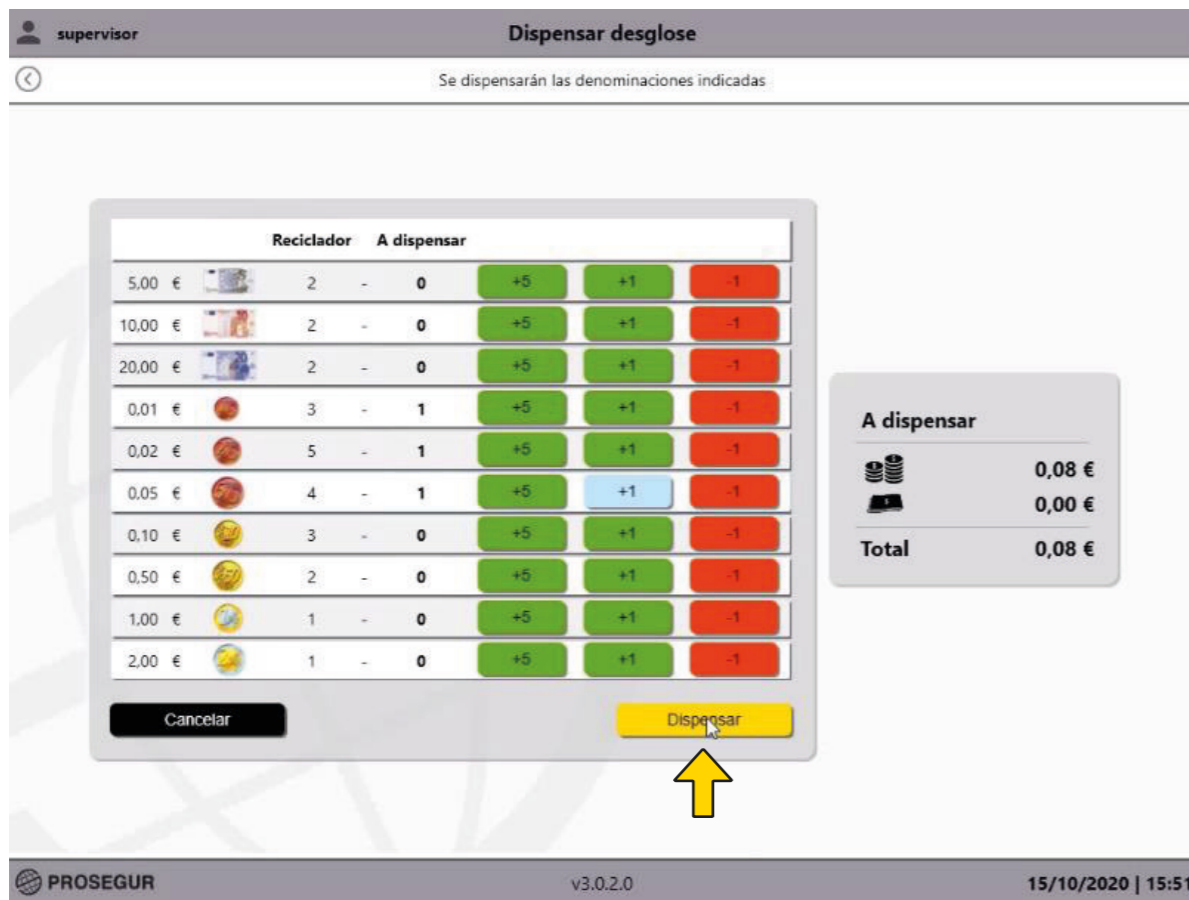 supervisor Dispensar desglose
Se dispensarán las denominaciones indicadas
Reciclador A dispensar
5,00 € 2 - 0 +5 +1 -1
10,00 € 2 - 0 +5 +1 -1
20,00 € 2 - 0 +5 +1 -1
0,01 € 3 - 1 +5 +1 -1
0,02 € 5 - 1 +5 +1 -1
0,05 € 4 - 1 +5 +1 -1
0,10 € 3 - 0 +5 +1 -1
0,50 € 2 - 0 +5 +1 -1
1,00 € 1 - 0 +5 +1 -1
2,00 € 1 - 0 +5 +1 -1
Cancelar Dispensar
A dispensar
0,08 €
0,00 €
Total 0,08 €
PROSEGUR v3.0.2.0 15/10/2020 | 15:51